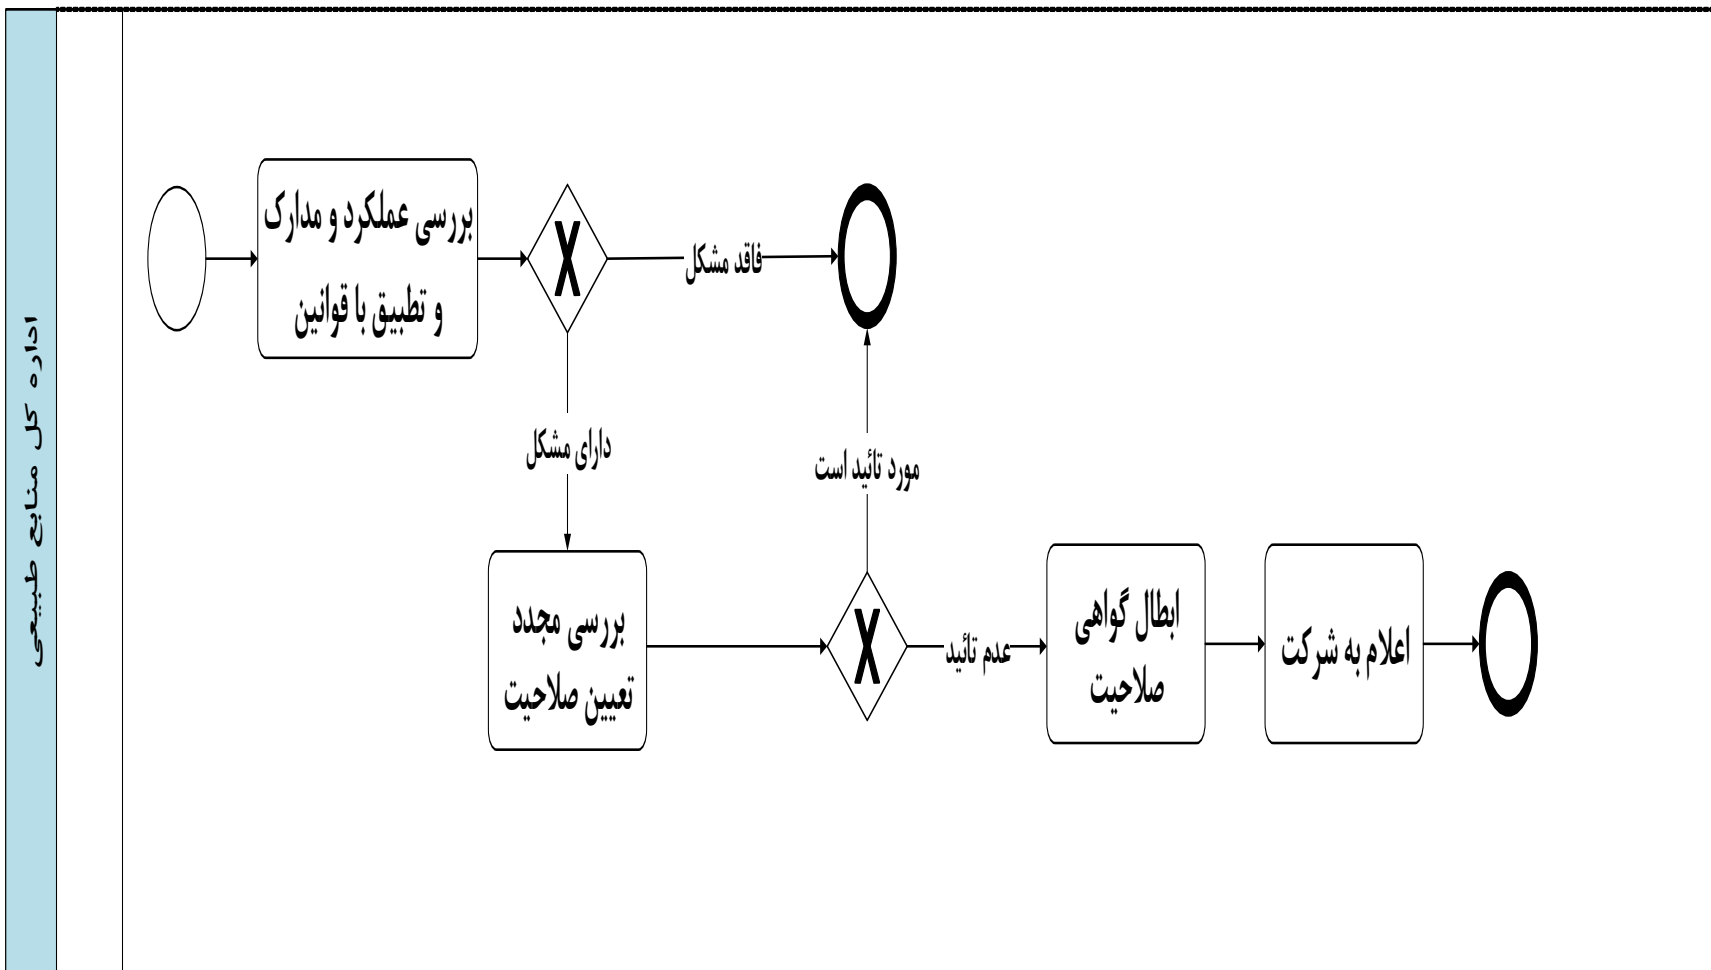 اداره کل منابع طبیعی
بررسی عملکرد و مدارک
و تطبیق با قوانین
X
فاقد مشکل
دارای مشکل
مورد تائید است
بررسی مجدد
تعیین صلاحیت
X
عدم تائید
ابطال گواهی
صلاحیت
اعلام به شرکت